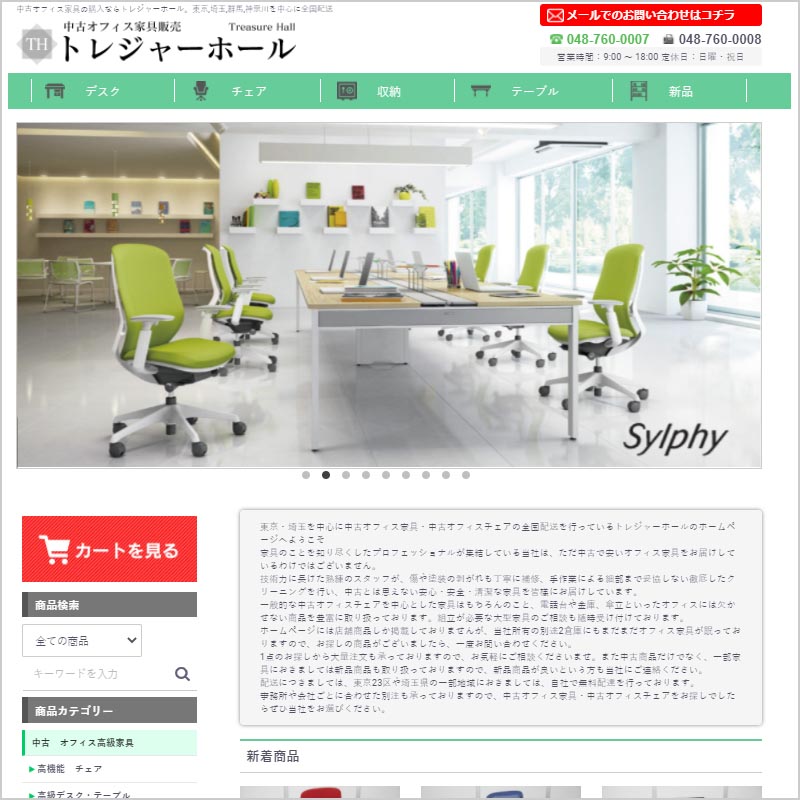 中古オフィス家具の購入ならトレジャーホール。東京,埼玉,群馬,神奈川を中心に全国配送
メールでのお問い合わせはコチラ
中古オフィス家具販売 Treasure Hall
TH トレジャーホール
048-760-0007 048-760-0008
営業時間：9:00 ～ 18:00 定休日：日曜・祝日
デスク チェア 収納 テーブル 新品
Sylphy
カートを見る
商品検索
全ての商品
キーワードを入力
商品カテゴリー
中古　オフィス高級家具
高機能　チェア
高級デスク・テーブル
東京・埼玉を中心に中古オフィス家具・中古オフィスチェアの全国配送を行っているトレジャーホールのホームペ
ージへようこそ
家具のことを知り尽くしたプロフェッショナルが集結している当社は、ただ中古で安いオフィス家具をお届けして
いるわけではございません。
技術力に長けた熟練のスタッフが、傷や塗装の剥がれも丁寧に補修、手作業による細部まで妥協しない徹底したク
リーニングを行い、中古とは思えない安心・安全・清潔な家具を皆様にお届けしています。
一般的な中古オフィスチェアを中心とした家具はもちろんのこと、電話台や金庫、傘立といったオフィスには欠か
せない商品を豊富に取り扱っております。組立が必要な大型家具のご相談も随時受け付けております。
ホームページには店舗商品しか掲載しておりませんが、当社所有の別途2倉庫にもまだまだオフィス家具が眠ってお
りますので、お探しの商品がございましたら、一度お問い合わせください。
1点のお探しから大量注文も承っておりますので、お気軽にご相談くださいませ。また中古商品だけでなく、一部家
具におきましては新品商品も取り扱っておりますので、新品商品が良いという方も当社にご連絡ください。
配送につきましては、東京23区や埼玉県の一部地域におきましては、自社で無料配達を行っております。
事務所や会社ごとに合わせた別注も承っておりますので、中古オフィス家具・中古オフィスチェアをお探しでした
らぜひ当社をお選びください。
新着商品